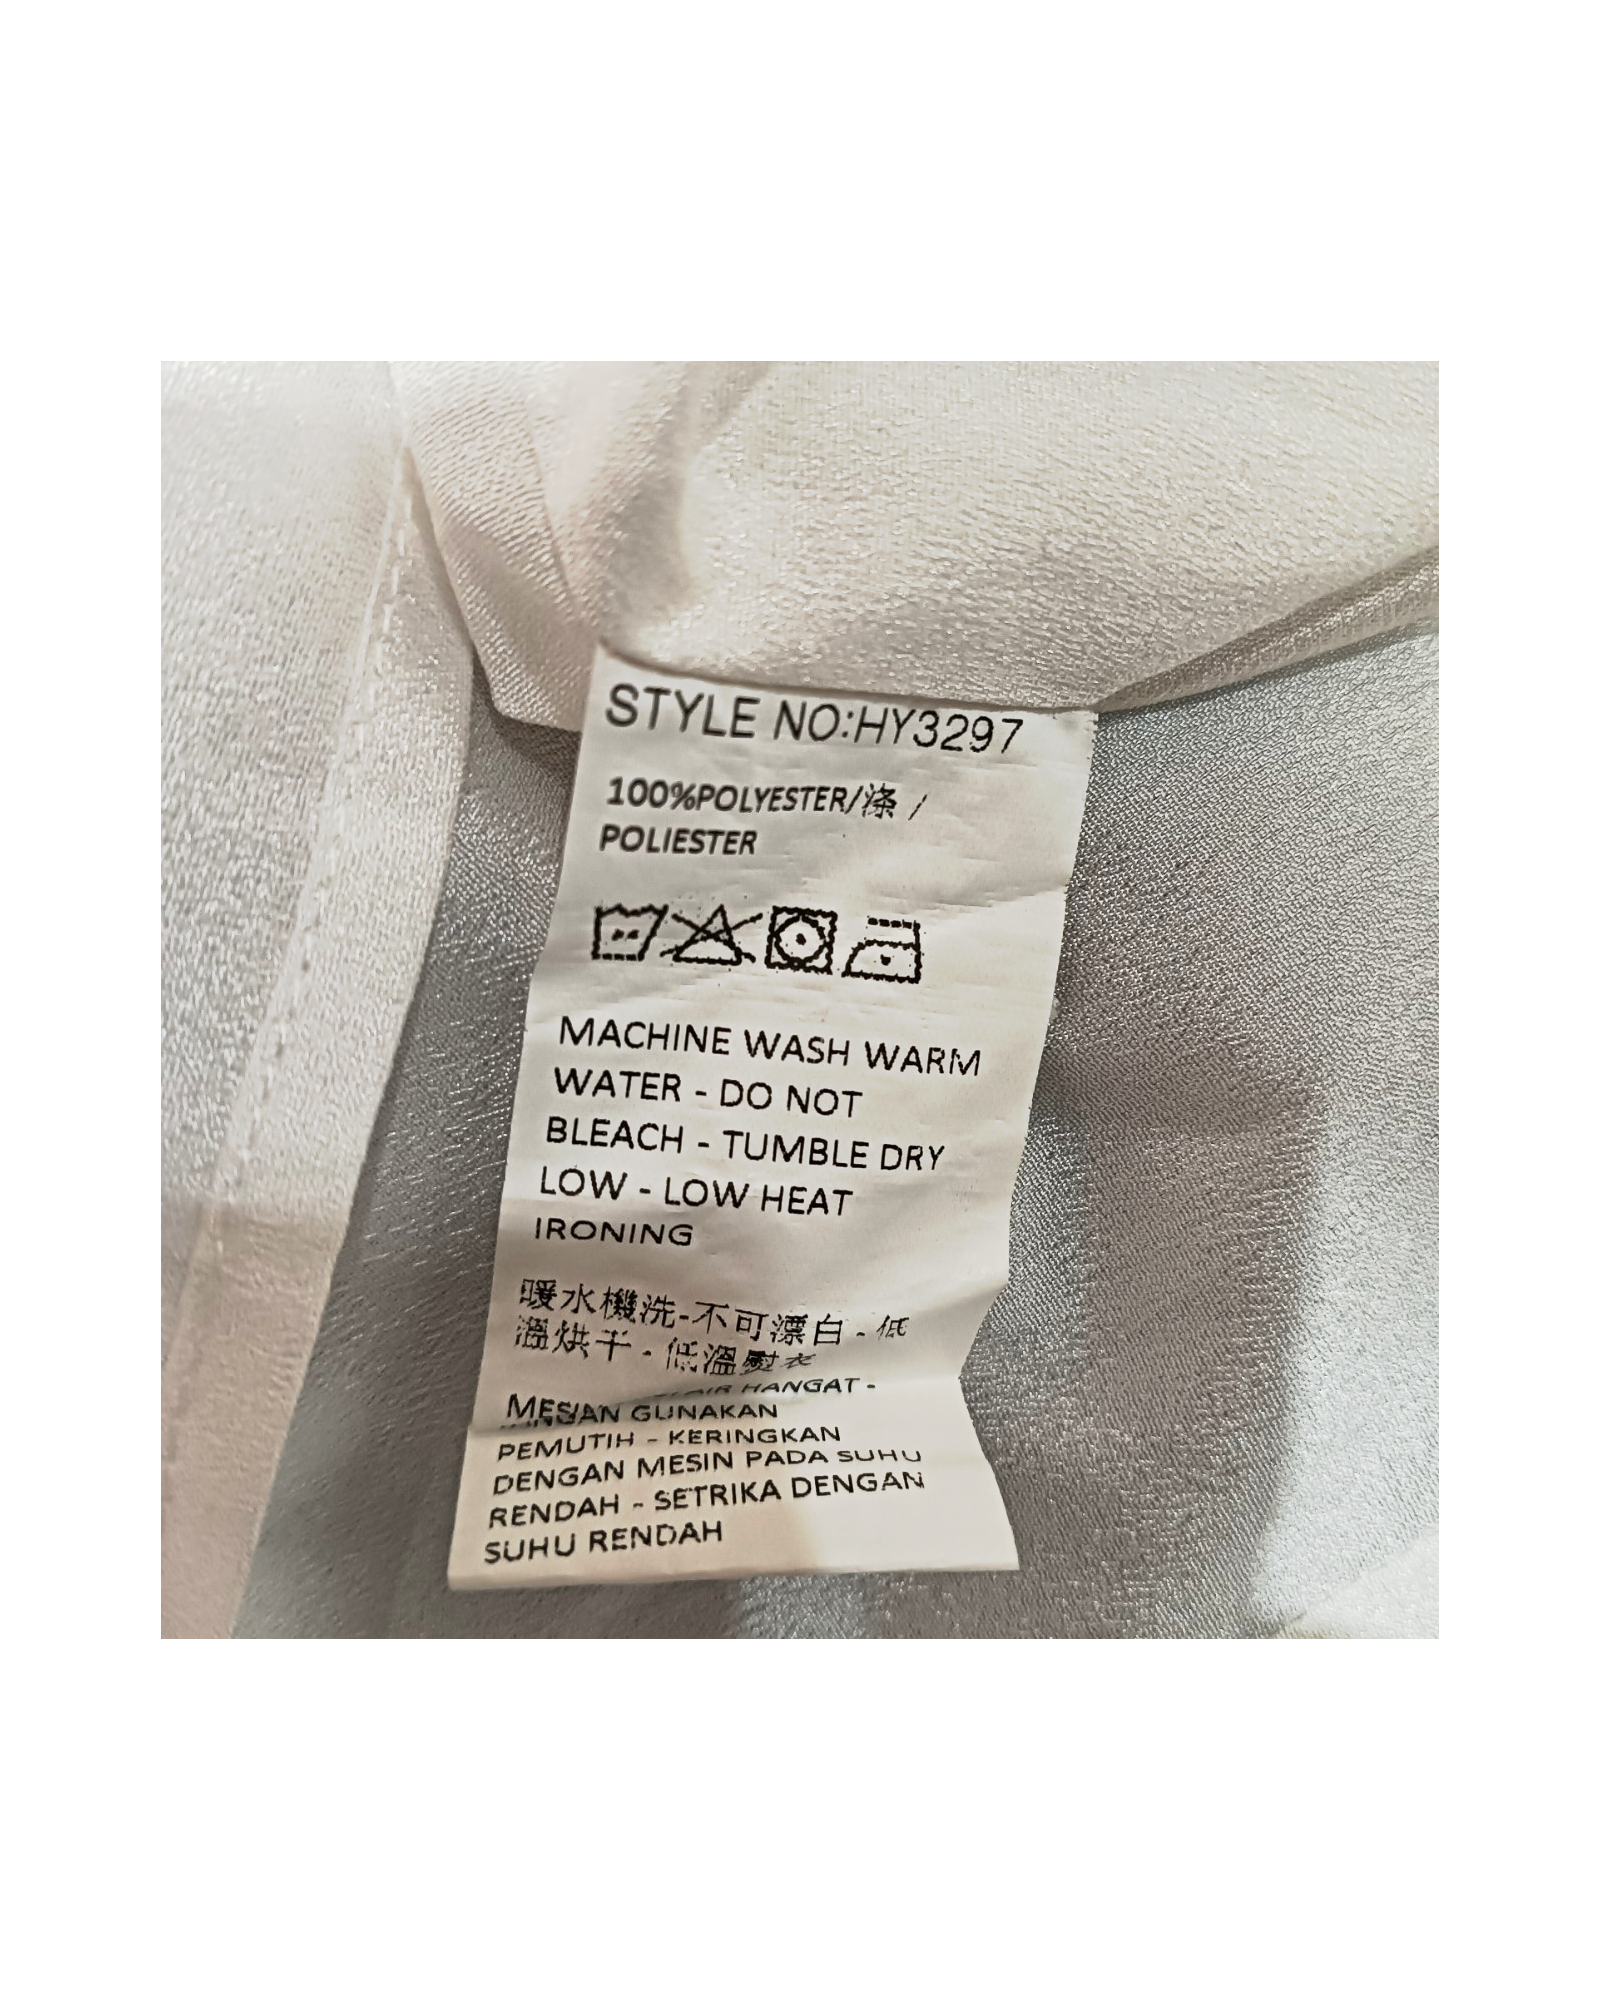 STYLE NO:HY3297
100%POLYESTER/涤 /
POLIESTER
MACHINE WASH WARM
WATER - DO NOT
BLEACH - TUMBLE DRY
LOW - LOW HEAT
IRONING
暖水機洗-不可漂白-低
溫烘干-低溫熨衣
MESIN AIR HANGAT -
GUNAKAN
PEMUTIH - KERINGKAN
DENGAN MESIN PADA SUHU
RENDAH - SETRIKA DENGAN
SUHU RENDAH